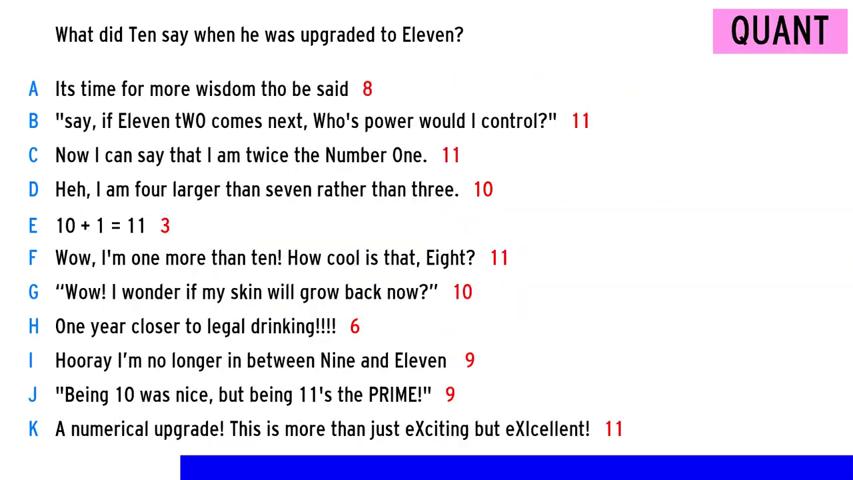 What did Ten say when he was upgraded to Eleven?
QUANT
A Its time for more wisdom tho be said 8
B "say, if Eleven tWO comes next, Who's power would I control?" 11
C Now I can say that I am twice the Number One. 11
D Heh, I am four larger than seven rather than three. 10
E 10 + 1 = 11 3
F Wow, I'm one more than ten! How cool is that, Eight? 11
G “Wow! I wonder if my skin will grow back now?” 10
H One year closer to legal drinking!!!! 6
I Hooray I’m no longer in between Nine and Eleven 9
J "Being 10 was nice, but being 11's the PRIME!" 9
K A numerical upgrade! This is more than just eXciting but eXIcellent! 11